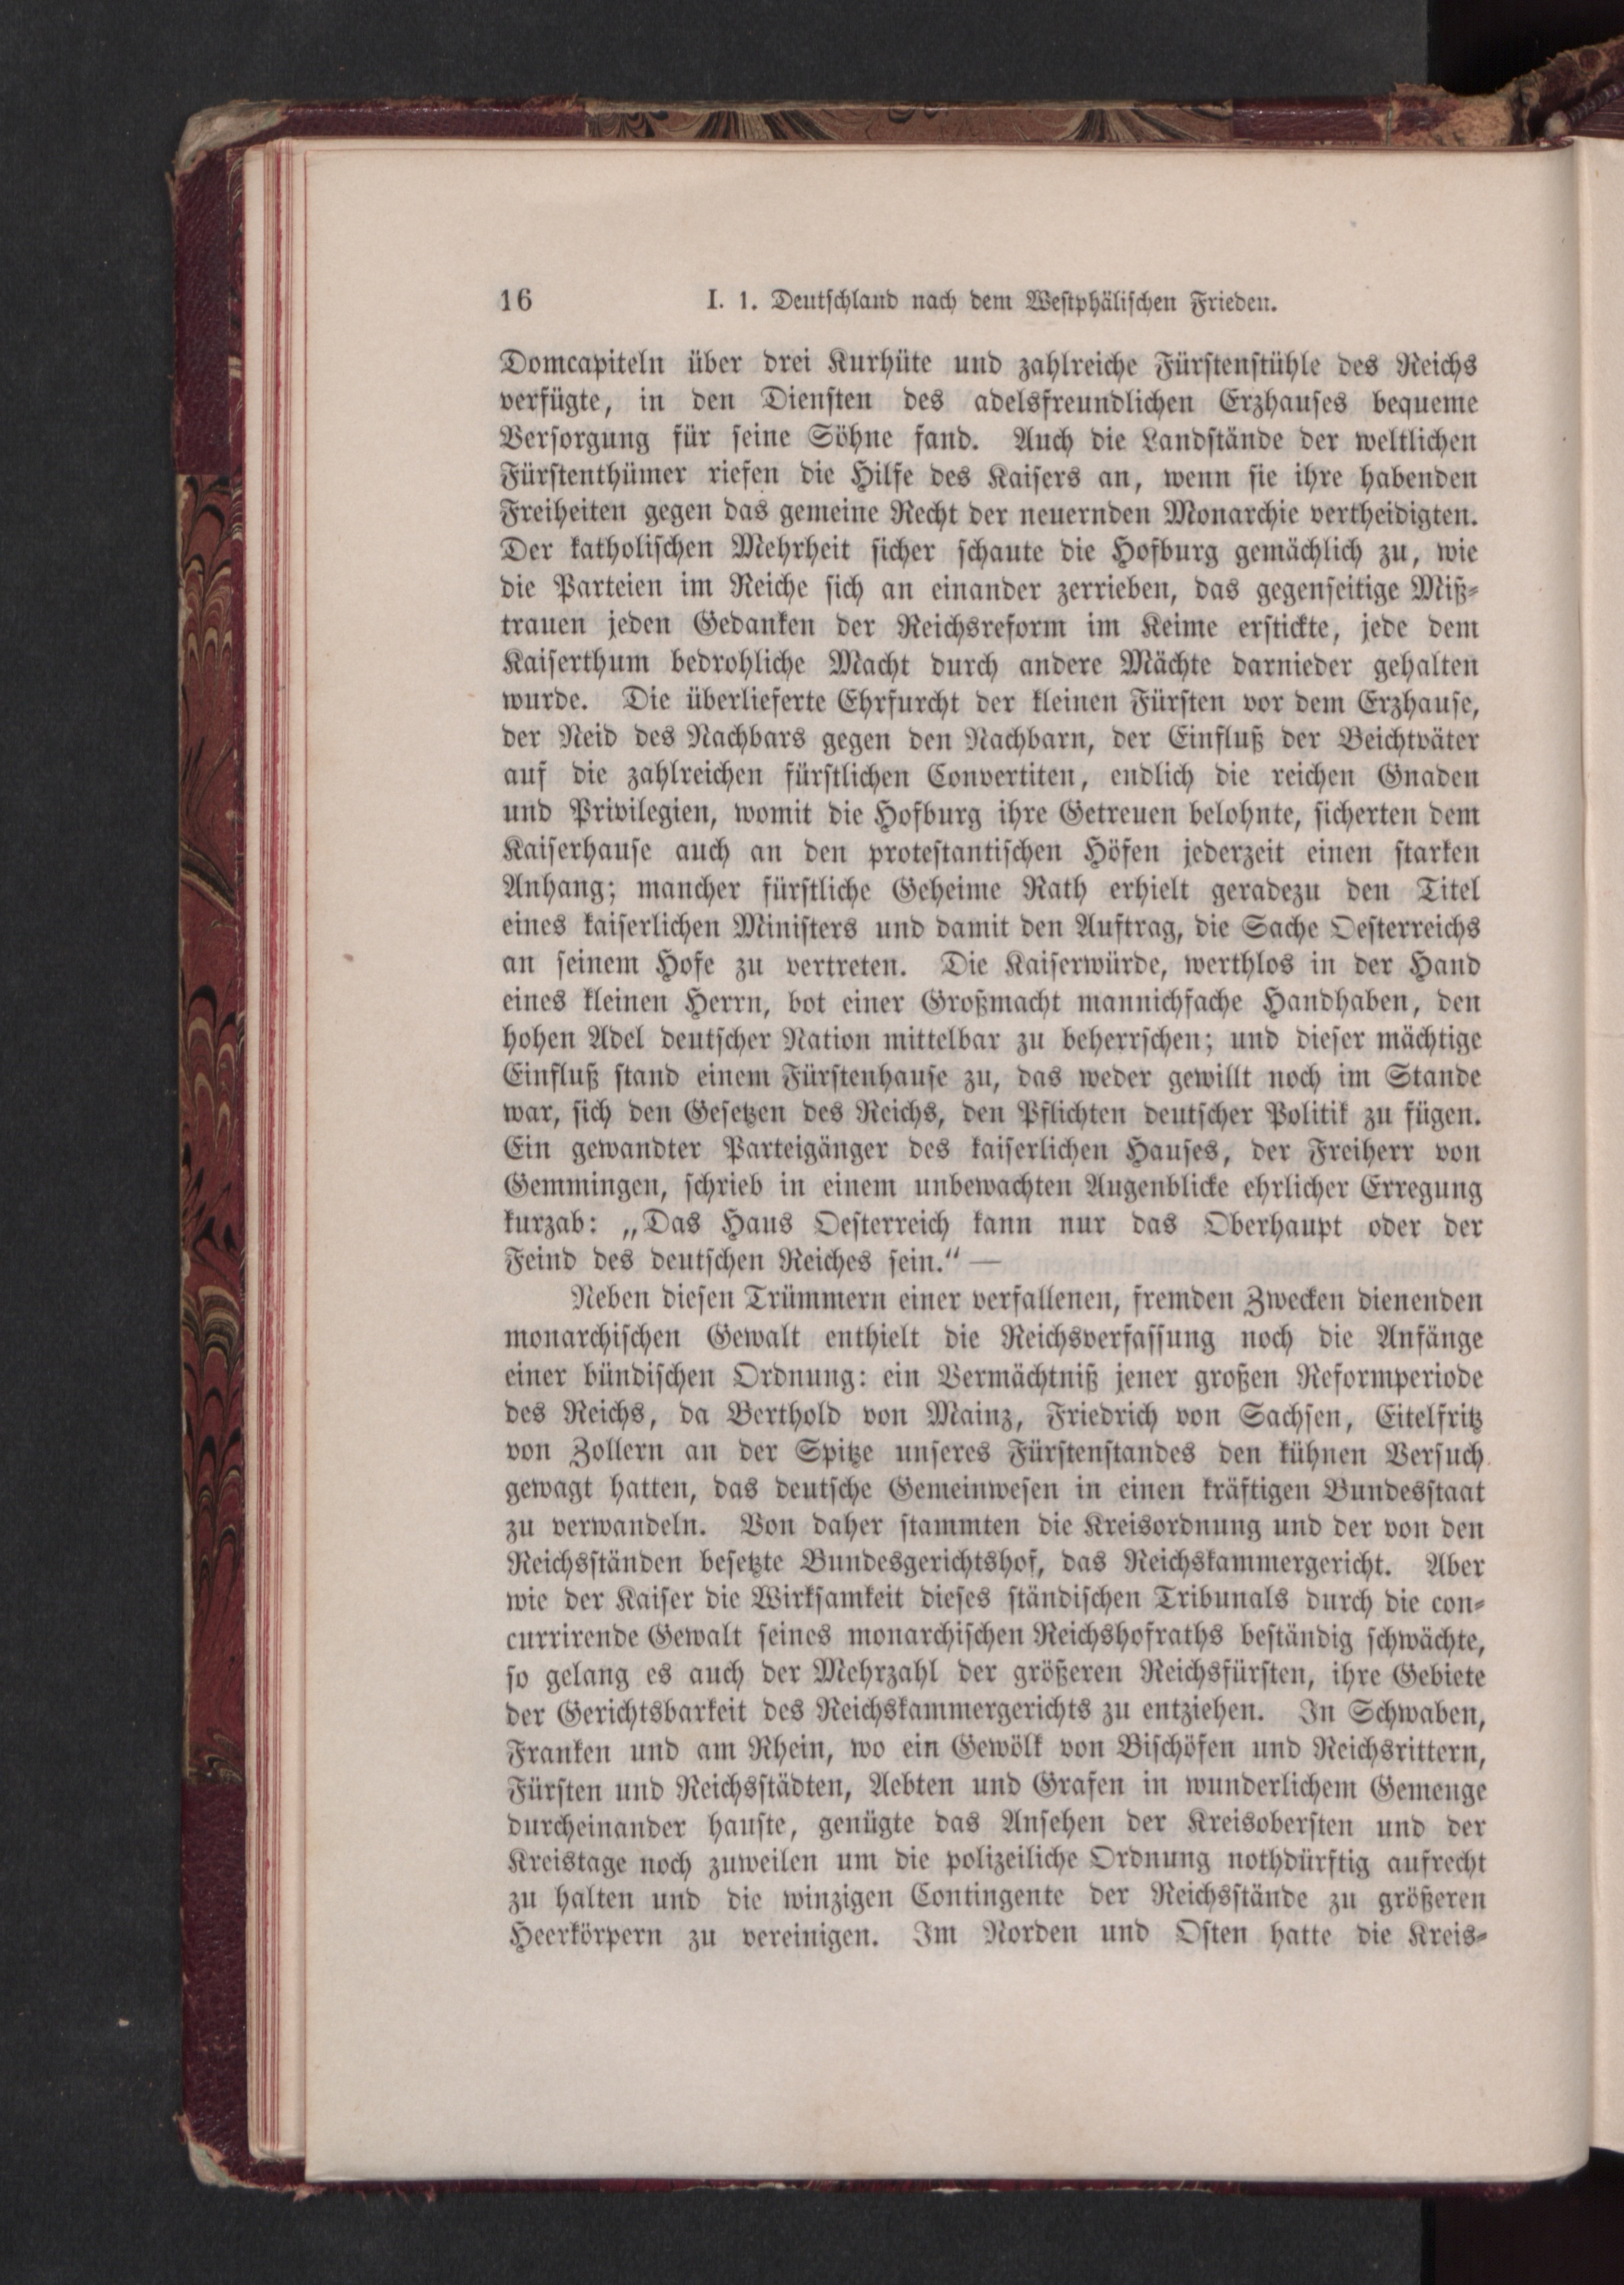 16 I. 1. Deutschland nach dem Westphälischen Frieden.
Domcapiteln über drei Kurhüte und zahlreiche Fürstenstühle des Reichs
verfügte, in den Diensten des adelsfreundlichen Erzhauses bequeme
Versorgung für seine Söhne fand. Auch die Landstände der weltlichen
Fürstenthümer riefen die Hilfe des Kaisers an, wenn sie ihre habenden
Freiheiten gegen das gemeine Recht der neuernden Monarchie vertheidigten.
Der katholischen Mehrheit sicher schaute die Hofburg gemächlich zu, wie
die Parteien im Reiche sich an einander zerrieben, das gegenseitige Miß-
trauen jeden Gedanken der Reichsreform im Keime erstickte, jede dem
Kaiserthum bedrohliche Macht durch andere Mächte darnieder gehalten
wurde. Die überlieferte Ehrfurcht der kleinen Fürsten vor dem Erzhause,
der Neid des Nachbars gegen den Nachbarn, der Einfluß der Beichtväter
auf die zahlreichen fürstlichen Convertiten, endlich die reichen Gnaden
und Privilegien, womit die Hofburg ihre Getreuen belohnte, sicherten dem
Kaiserhause auch an den protestantischen Höfen jederzeit einen starken
Anhang; mancher fürstliche Geheime Rath erhielt geradezu den Titel
eines kaiserlichen Ministers und damit den Auftrag, die Sache Oesterreichs
an seinem Hofe zu vertreten. Die Kaiserwürde, werthlos in der Hand
eines kleinen Herrn, bot einer Großmacht mannichfache Handhaben, den
hohen Adel deutscher Nation mittelbar zu beherrschen; und dieser mächtige
Einfluß stand einem Fürstenhause zu, das weder gewillt noch im Stande
war, sich den Gesetzen des Reichs, den Pflichten deutscher Politik zu fügen.
Ein gewandter Parteigänger des kaiserlichen Hauses, der Freiherr von
Gemmingen, schrieb in einem unbewachten Augenblicke ehrlicher Erregung
kurzab: „Das Haus Oesterreich kann nur das Oberhaupt oder der
Feind des deutschen Reiches sein.“ —
Neben diesen Trümmern einer verfallenen, fremden Zwecken dienenden
monarchischen Gewalt enthielt die Reichsverfassung noch die Anfänge
einer bündischen Ordnung: ein Vermächtniß jener großen Reformperiode
des Reichs, da Berthold von Mainz, Friedrich von Sachsen, Eitelfritz
von Zollern an der Spitze unseres Fürstenstandes den kühnen Versuch
gewagt hatten, das deutsche Gemeinwesen in einen kräftigen Bundesstaat
zu verwandeln. Von daher stammten die Kreisordnung und der von den
Reichsständen besetzte Bundesgerichtshof, das Reichskammergericht. Aber
wie der Kaiser die Wirksamkeit dieses ständischen Tribunals durch die con-
currirende Gewalt seines monarchischen Reichshofraths beständig schwächte,
so gelang es auch der Mehrzahl der größeren Reichsfürsten, ihre Gebiete
der Gerichtsbarkeit des Reichskammergerichts zu entziehen. In Schwaben,
Franken und am Rhein, wo ein Gewölk von Bischöfen und Reichsrittern,
Fürsten und Reichsstädten, Aebten und Grafen in wunderlichem Gemenge
durcheinander hauste, genügte das Ansehen der Kreisobersten und der
Kreistage noch zuweilen um die polizeiliche Ordnung nothdürftig aufrecht
zu halten und die winzigen Contingente der Reichsstände zu größeren
Heerkörpern zu vereinigen. Im Norden und Osten hatte die Kreis-